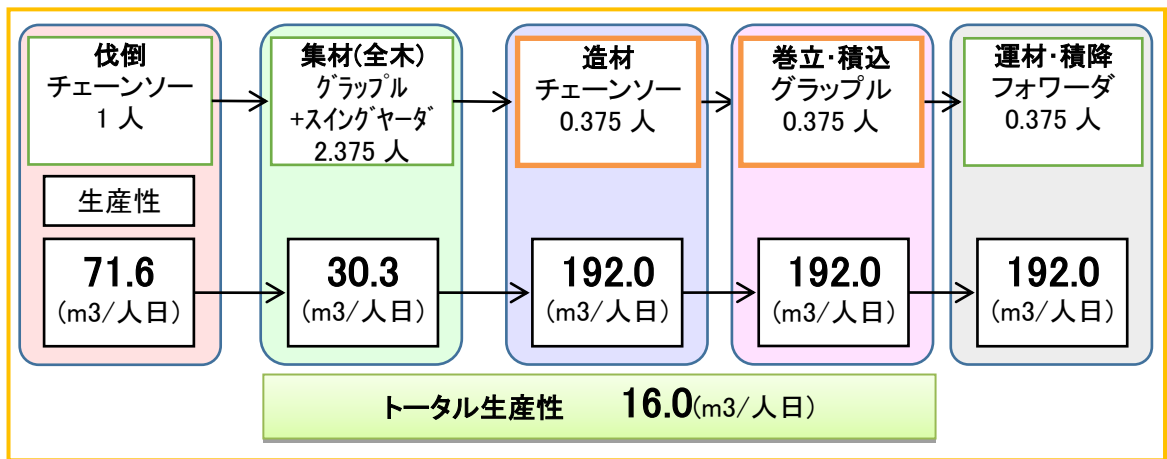 伐倒
チェーンソー
1 人
集材(全木)
ｸﾞﾗｯﾌﾟﾙ
+ｽｲﾝｸﾞﾔｰﾀﾞ
2.375 人
造材
チェーンソー
0.375 人
巻立･積込
グラップル
0.375 人
運材･積降
フォワーダ
0.375 人
生産性
71.6
(m3/人日)
30.3
(m3/人日)
192.0
(m3/人日)
192.0
(m3/人日)
192.0
(m3/人日)
トータル生産性 16.0(m3/人日)